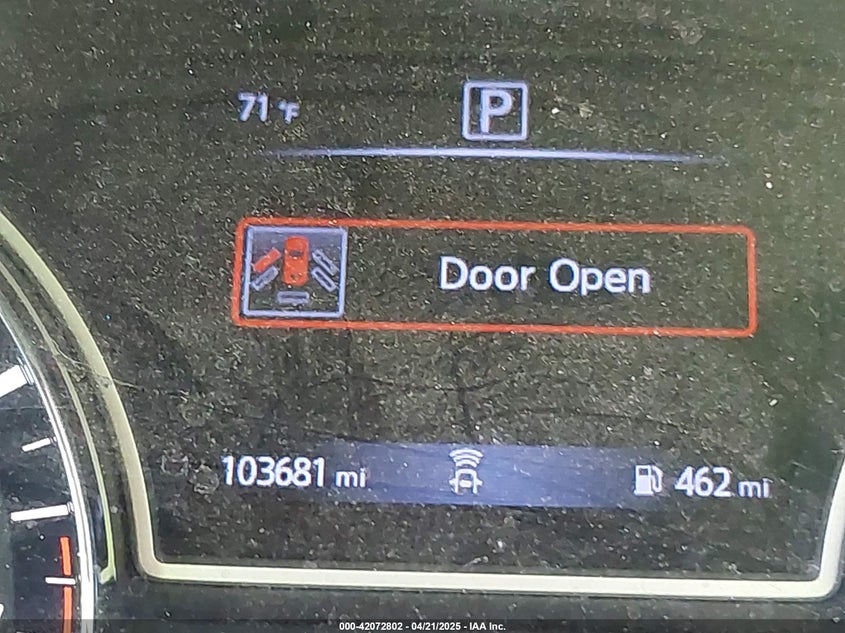 71 °F
P
Door Open
103681 mi
462 mi
000-42072802 - 04/21/2025 - IAA Inc.